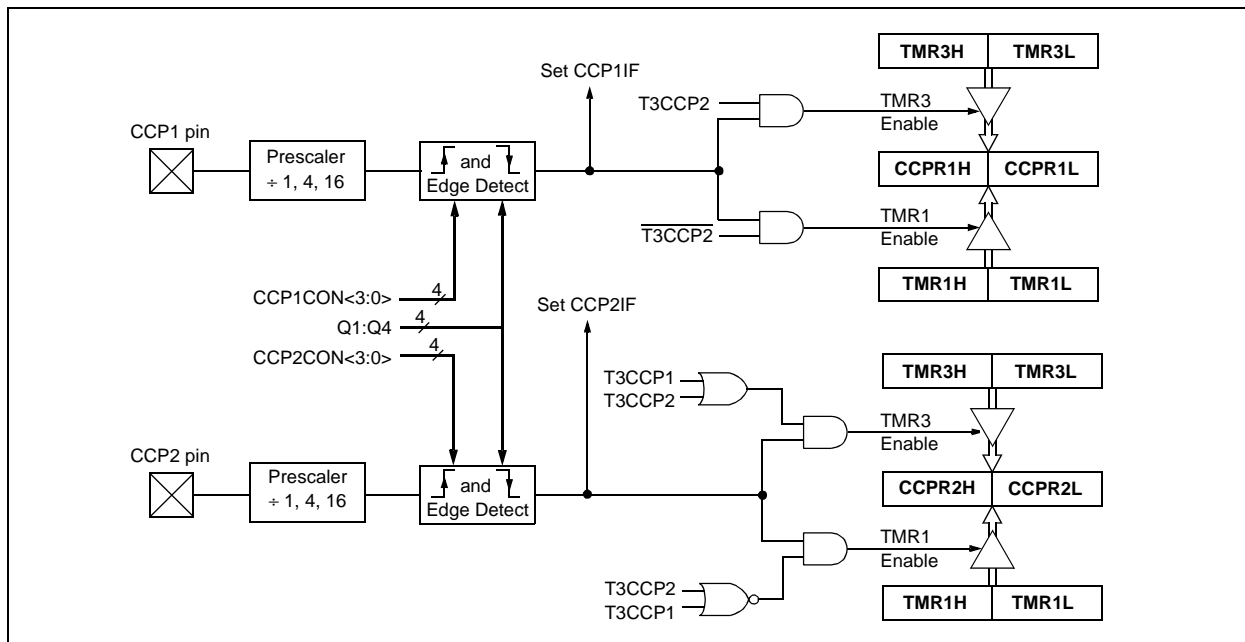 TMR3H TMR3L
Set CCP1IF
T3CCP2
TMR3
Enable
CCP1 pin
Prescaler
÷ 1, 4, 16
and
Edge Detect
CCPR1H CCPR1L
T3CCP2
TMR1
Enable
TMR1H TMR1L
CCP1CON<3:0> 4
Q1:Q4 4
CCP2CON<3:0> 4
Set CCP2IF
TMR3H TMR3L
T3CCP1
T3CCP2
TMR3
Enable
CCP2 pin
Prescaler
÷ 1, 4, 16
and
Edge Detect
CCPR2H CCPR2L
TMR1
Enable
T3CCP2
T3CCP1
TMR1H TMR1L